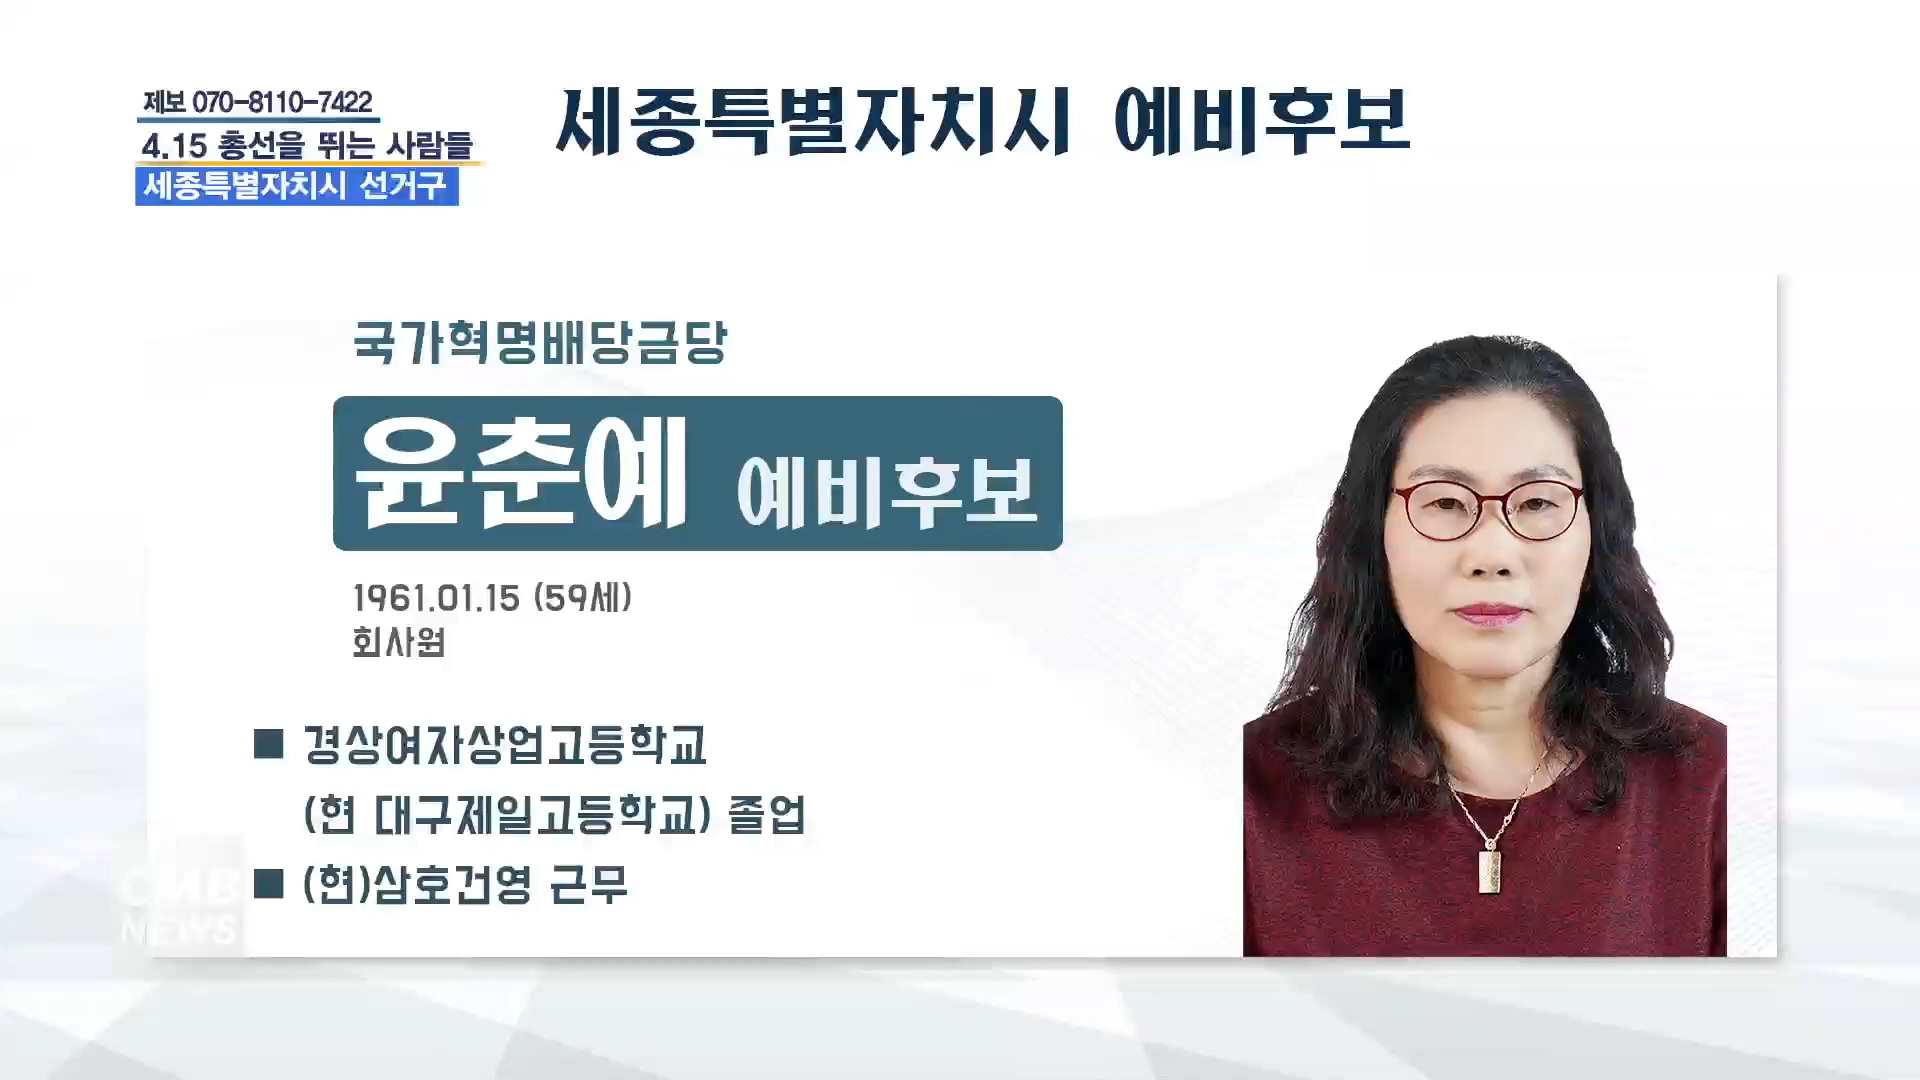 제보 070-8110-7422
4.15 총선을 뛰는 사람들
세종특별자치시 선거구
세종특별자치시 예비후보
국가혁명배당금당
윤춘예 예비후보
1961.01.15 (59세)
회사원
■ 경상여자상업고등학교
(현 대구제일고등학교) 졸업
■ (현)삼호건영 근무
CMB
NEWS